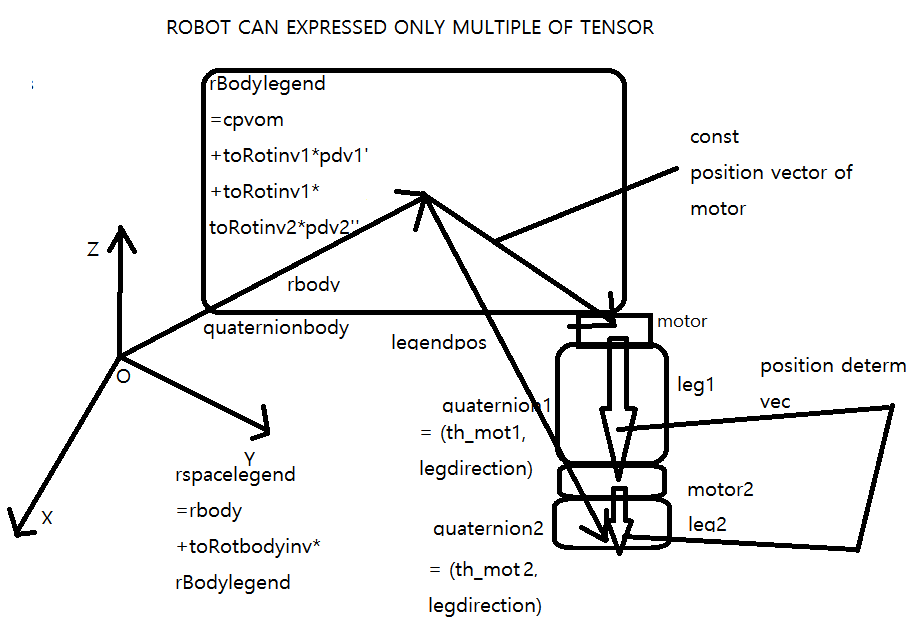 ROBOT CAN EXPRESSED ONLY MULTIPLE OF TENSOR
rBodylegend
=cpvom
+toRotinv1*pdv1'
+toRotinv1*
toRotinv2*pdv2''
const
position vector of
motor
Z
rbody
quaternionbody
legendpos
motor
O
leg1
position determ
vec
quaternion1
= (th_mot1,
legdirection)
Y
rspacelegend
=rbody
+toRotbodyinv*
rBodylegend
X
motor2
leg2
quaternion2
= (th_mot2,
legdirection)